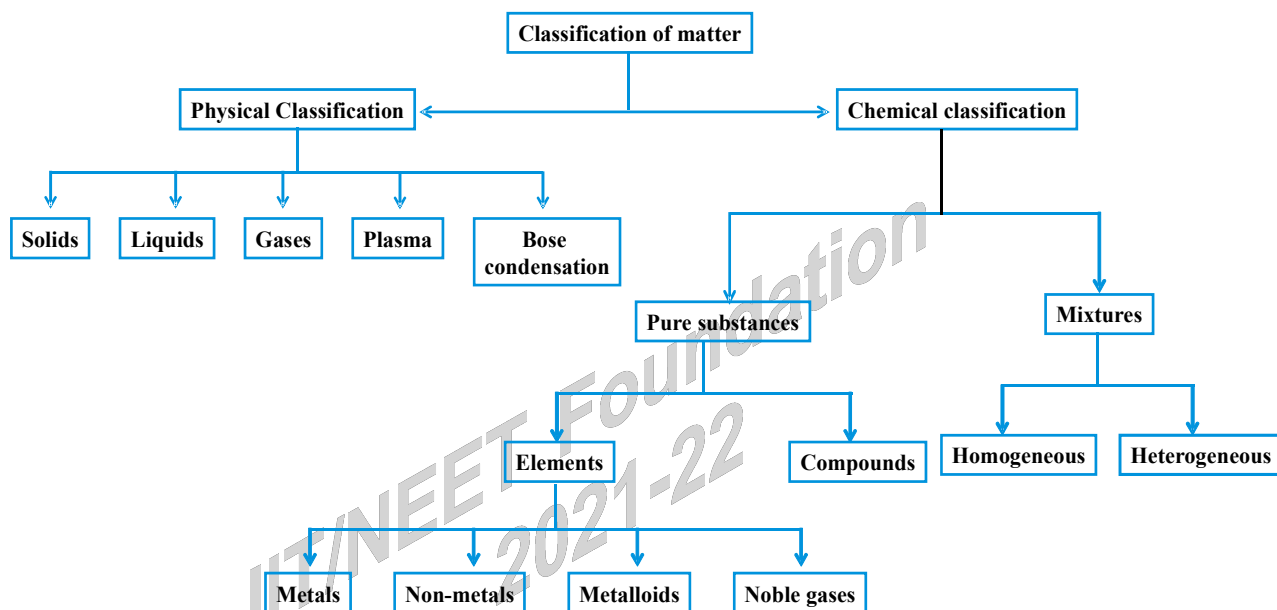 Classification of matter
Physical Classification
Chemical classification
Solids
Liquids
Gases
Plasma
Bose
condensation
Pure substances
Mixtures
Elements
Compounds
Homogeneous
Heterogeneous
Metals
Non-metals
Metalloids
Noble gases
IIT/NEET Foundation
2021-22